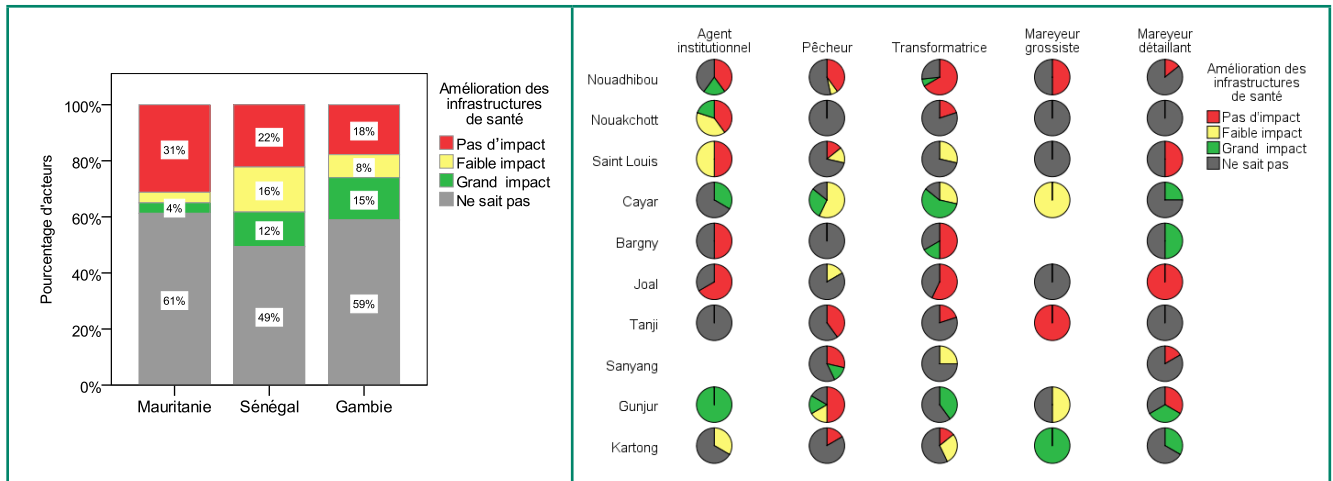 Pourcentage d'acteurs
100%
80%
60%
40%
20%
0%
31%
4%
61%
22%
16%
12%
49%
18%
8%
15%
59%
Mauritanie
Sénégal
Gambie
Amélioration des
infrastructures
de santé
Pas d'impact
Faible impact
Grand impact
Ne sait pas
Agent
institutionnel
Pêcheur
Transformatrice
Mareyeur
grossiste
Mareyeur
détaillant
Nouadhibou
Nouakchott
Saint Louis
Cayar
Bargny
Joal
Tanji
Sanyang
Gunjur
Kartong
Amélioration des
infrastructures
de santé
Pas d'impact
Faible impact
Grand impact
Ne sait pas